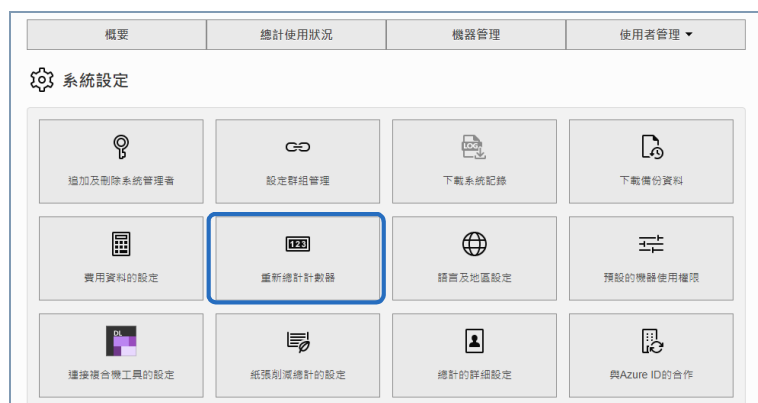 概要 總計使用狀況 機器管理 使用者管理
系統設定
LOG
追加及刪除系統管理者 設定群組管理 下載系統記錄 下載備份資料
123
費用資料的設定 重新總計計數器 語言及地區設定 預設的機器使用權限
DL
連接複合機工具的設定 紙張削減總計的設定 總計的詳細設定 與Azure ID的合作